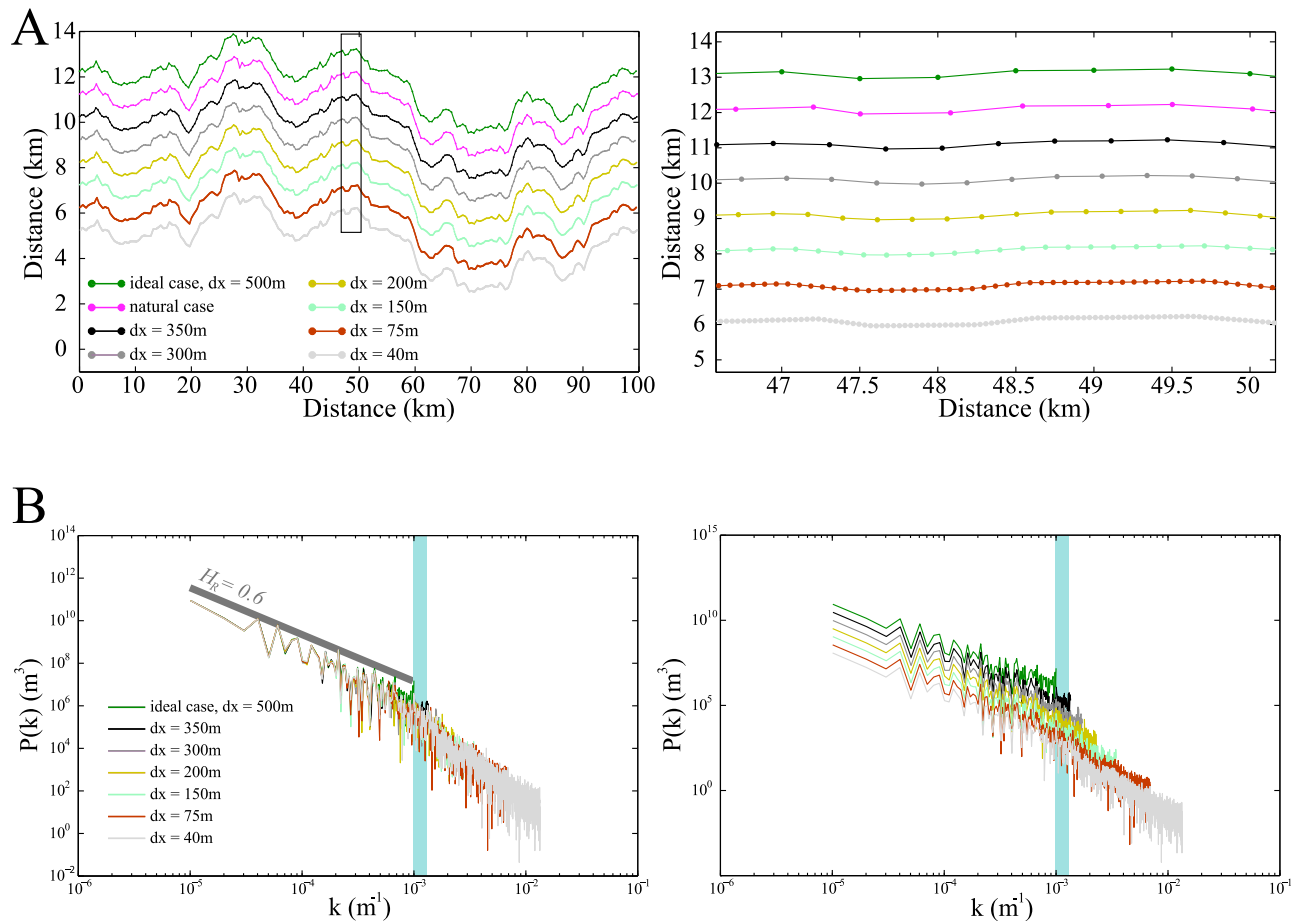 A
14
12
10
8
6
4
2
0
Distance (km)
ideal case, dx = 500m
natural case
dx = 350m
dx = 300m
dx = 200m
dx = 150m
dx = 75m
dx = 40m
0 10 20 30 40 50 60 70 80 90 100
Distance (km)
14
13
12
11
10
9
8
7
6
5
Distance (km)
47 47.5 48 48.5 49 49.5 50
Distance (km)
B
10^14
10^12
10^10
10^8
10^6
10^4
10^2
10^0
10^-2
P(k) (m^3)
H_R = 0.6
ideal case, dx = 500m
dx = 350m
dx = 300m
dx = 200m
dx = 150m
dx = 75m
dx = 40m
10^-6 10^-5 10^-4 10^-3 10^-2 10^-1
k (m^-1)
10^15
10^10
10^5
10^0
P(k) (m^3)
10^-6 10^-5 10^-4 10^-3 10^-2 10^-1
k (m^-1)